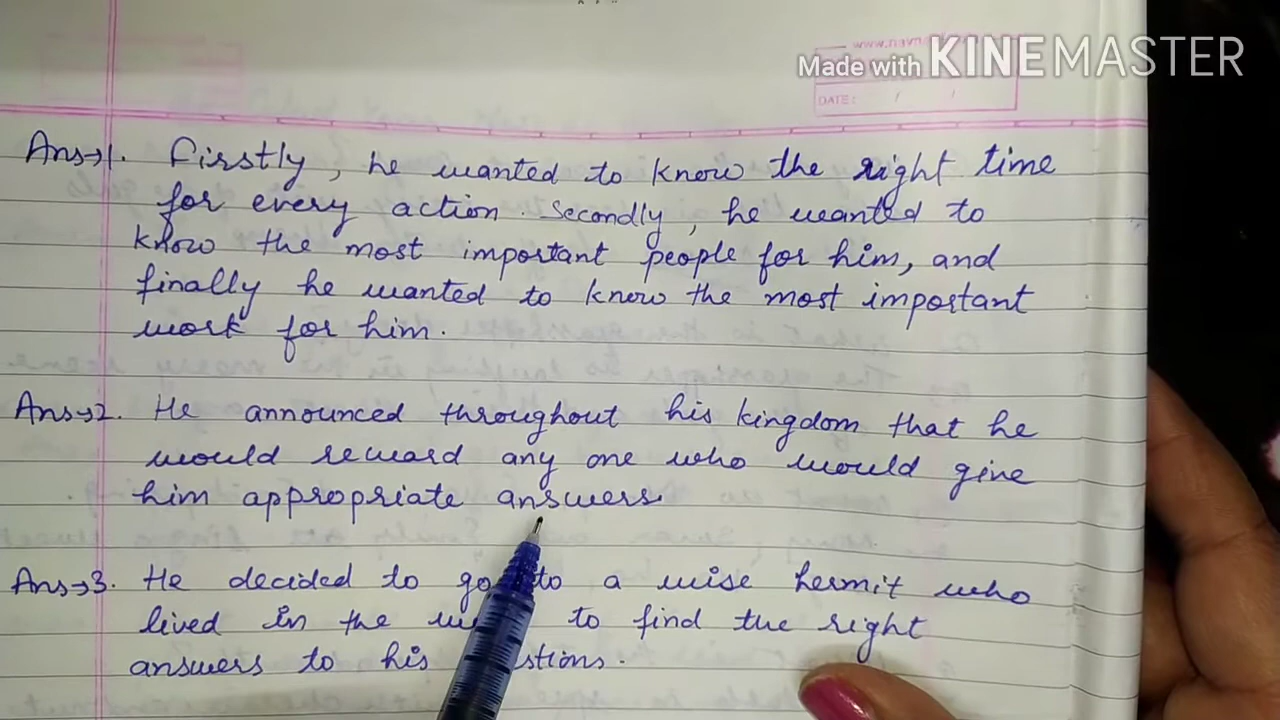 Made with KINEMASTER
DATE: / /
Ans→1. Firstly, he wanted to know the right time
for every action. Secondly, he wanted to
know the most important people for him, and
finally he wanted to know the most important
work for him.
Ans→2. He announced throughout his kingdom that he
would reward any one who would give
him appropriate answers.
Ans→3. He decided to go to a wise hermit who
lived in the to find the right
answers to his stions.